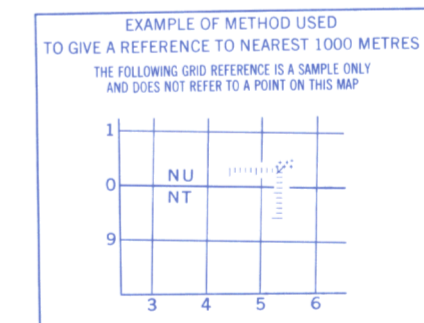 EXAMPLE OF METHOD USED
TO GIVE A REFERENCE TO NEAREST 1000 METRES
THE FOLLOWING GRID REFERENCE IS A SAMPLE ONLY
AND DOES NOT REFER TO A POINT ON THIS MAP
1
NU
0
NT
9
3 4 5 6